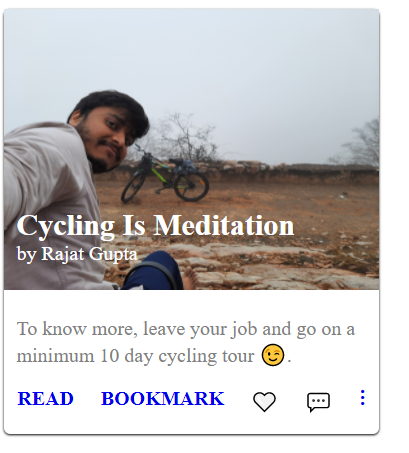 Cycling Is Meditation
by Rajat Gupta
To know more, leave your job and go on a
minimum 10 day cycling tour 😉.
READ BOOKMARK